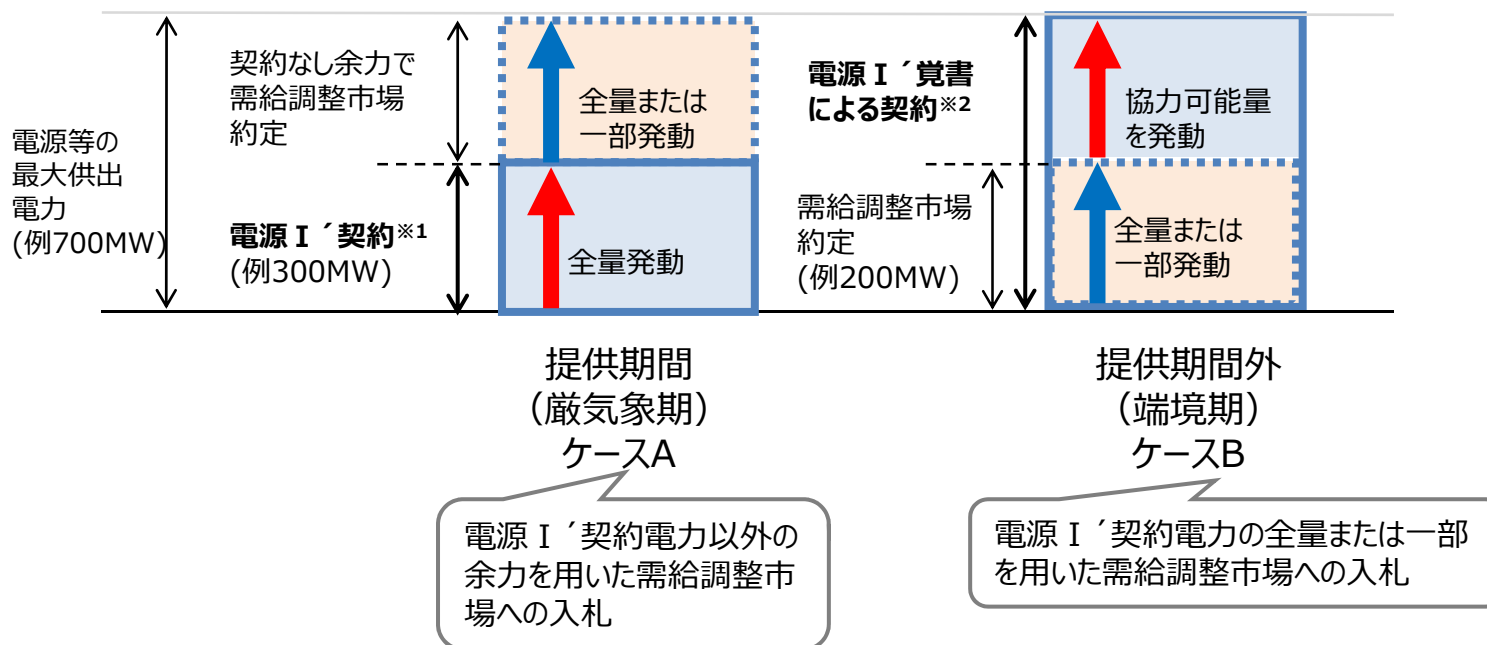 電源等の
最大供出
電力
(例700MW)
契約なし余力で
需給調整市場
約定
電源Ⅰ´契約※1
(例300MW)
全量または
一部発動
全量発動
電源Ⅰ´覚書
による契約※2
需給調整市場
約定
(例200MW)
協力可能量
を発動
全量または
一部発動
提供期間
(厳気象期)
ケースA
提供期間外
(端境期)
ケースB
電源Ⅰ´契約電力以外の
余力を用いた需給調整市
場への入札
電源Ⅰ´契約電力の全量または一部
を用いた需給調整市場への入札